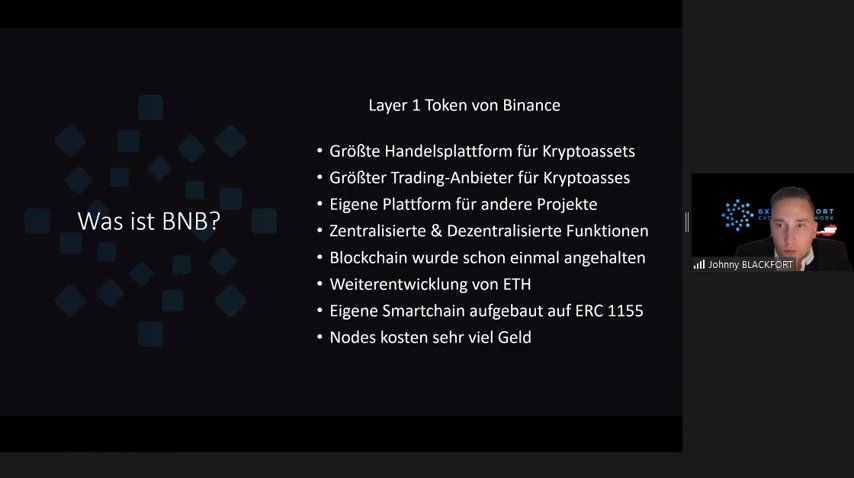 Layer 1 Token von Binance
Was ist BNB?
• Größte Handelsplattform für Kryptoassets
• Größter Trading-Anbieter für Kryptoasses
• Eigene Plattform für andere Projekte
• Zentralisierte & Dezentralisierte Funktionen
• Blockchain wurde schon einmal angehalten
• Weiterentwicklung von ETH
• Eigene Smartchain aufgebaut auf ERC 1155
• Nodes kosten sehr viel Geld
Johnny BLACKFORT